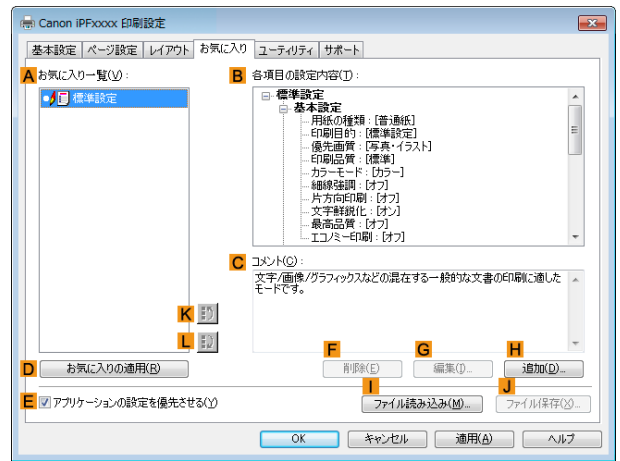 Canon iPFxxxx 印刷設定
基本設定 ページ設定 レイアウト お気に入り ユーティリティ サポート
A お気に入り一覧(V) :
標準設定
B 各項目の設定内容(T) :
標準設定
基本設定
用紙の種類 : [普通紙]
印刷目的 : [標準設定]
優先画質 : [写真・イラスト]
印刷品質 : [標準]
カラーモード : [カラー]
細線強調 : [オフ]
片方向印刷 : [オフ]
文字鮮鋭化 : [オン]
最高品質 : [オフ]
エコノミー印刷 : [オフ]
C コメント(C) :
文字/画像/グラフィックスなどの混在する一般的な文書の印刷に適した
モードです。
K
L
D お気に入りの適用(R)
F 削除(E)
G 編集(I)...
H 追加(D)...
E アプリケーションの設定を優先させる(Y)
I ファイル読み込み(M)...
J ファイル保存(X)...
OK キャンセル 適用(A) ヘルプ